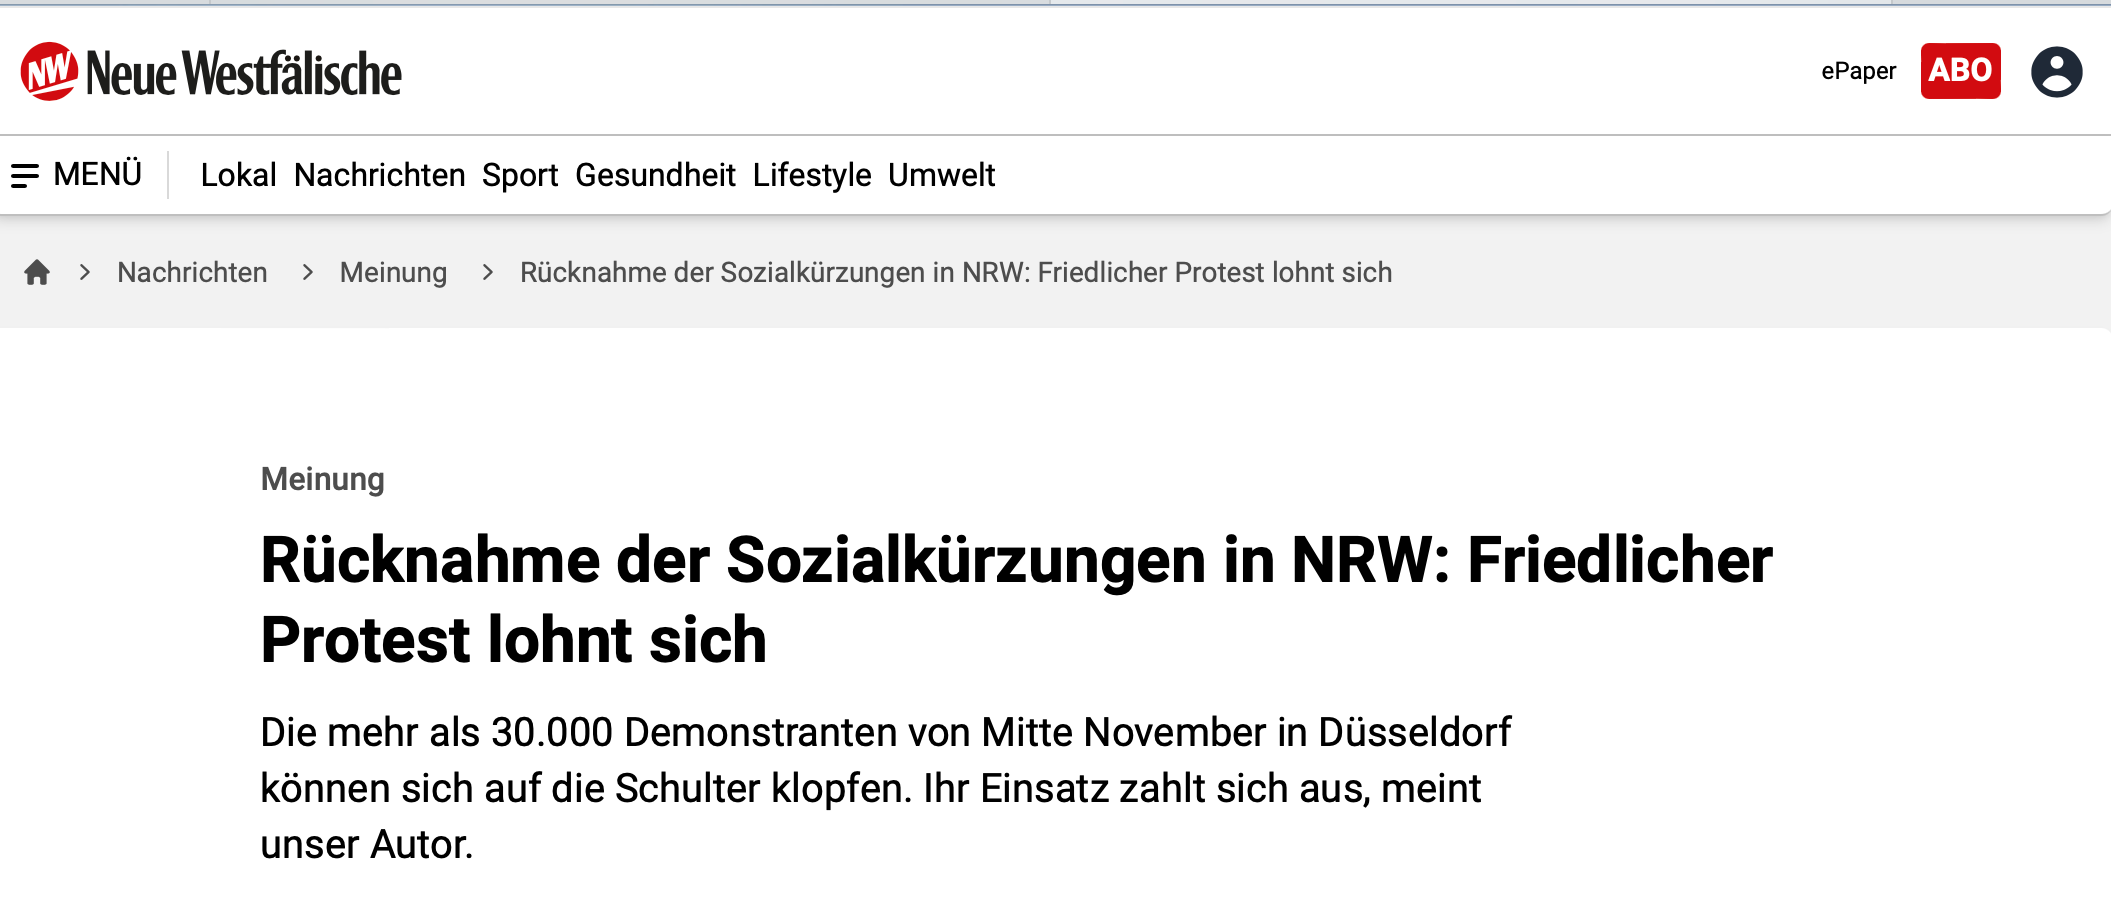 NW Neue Westfälische
ePaper ABO
MENÜ Lokal Nachrichten Sport Gesundheit Lifestyle Umwelt
Nachrichten > Meinung > Rücknahme der Sozialkürzungen in NRW: Friedlicher Protest lohnt sich
Meinung
Rücknahme der Sozialkürzungen in NRW: Friedlicher
Protest lohnt sich
Die mehr als 30.000 Demonstranten von Mitte November in Düsseldorf
können sich auf die Schulter klopfen. Ihr Einsatz zahlt sich aus, meint
unser Autor.